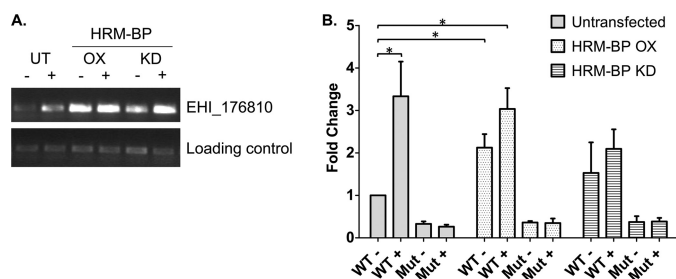 A.
HRM-BP
UT OX KD
- + - + - +
EHI_176810
Loading control
B.
Untransfected
HRM-BP OX
HRM-BP KD
*
*
*
Fold Change
5
4
3
2
1
0
WT - WT + Mut - Mut + WT - WT + Mut - Mut + WT - WT + Mut - Mut +